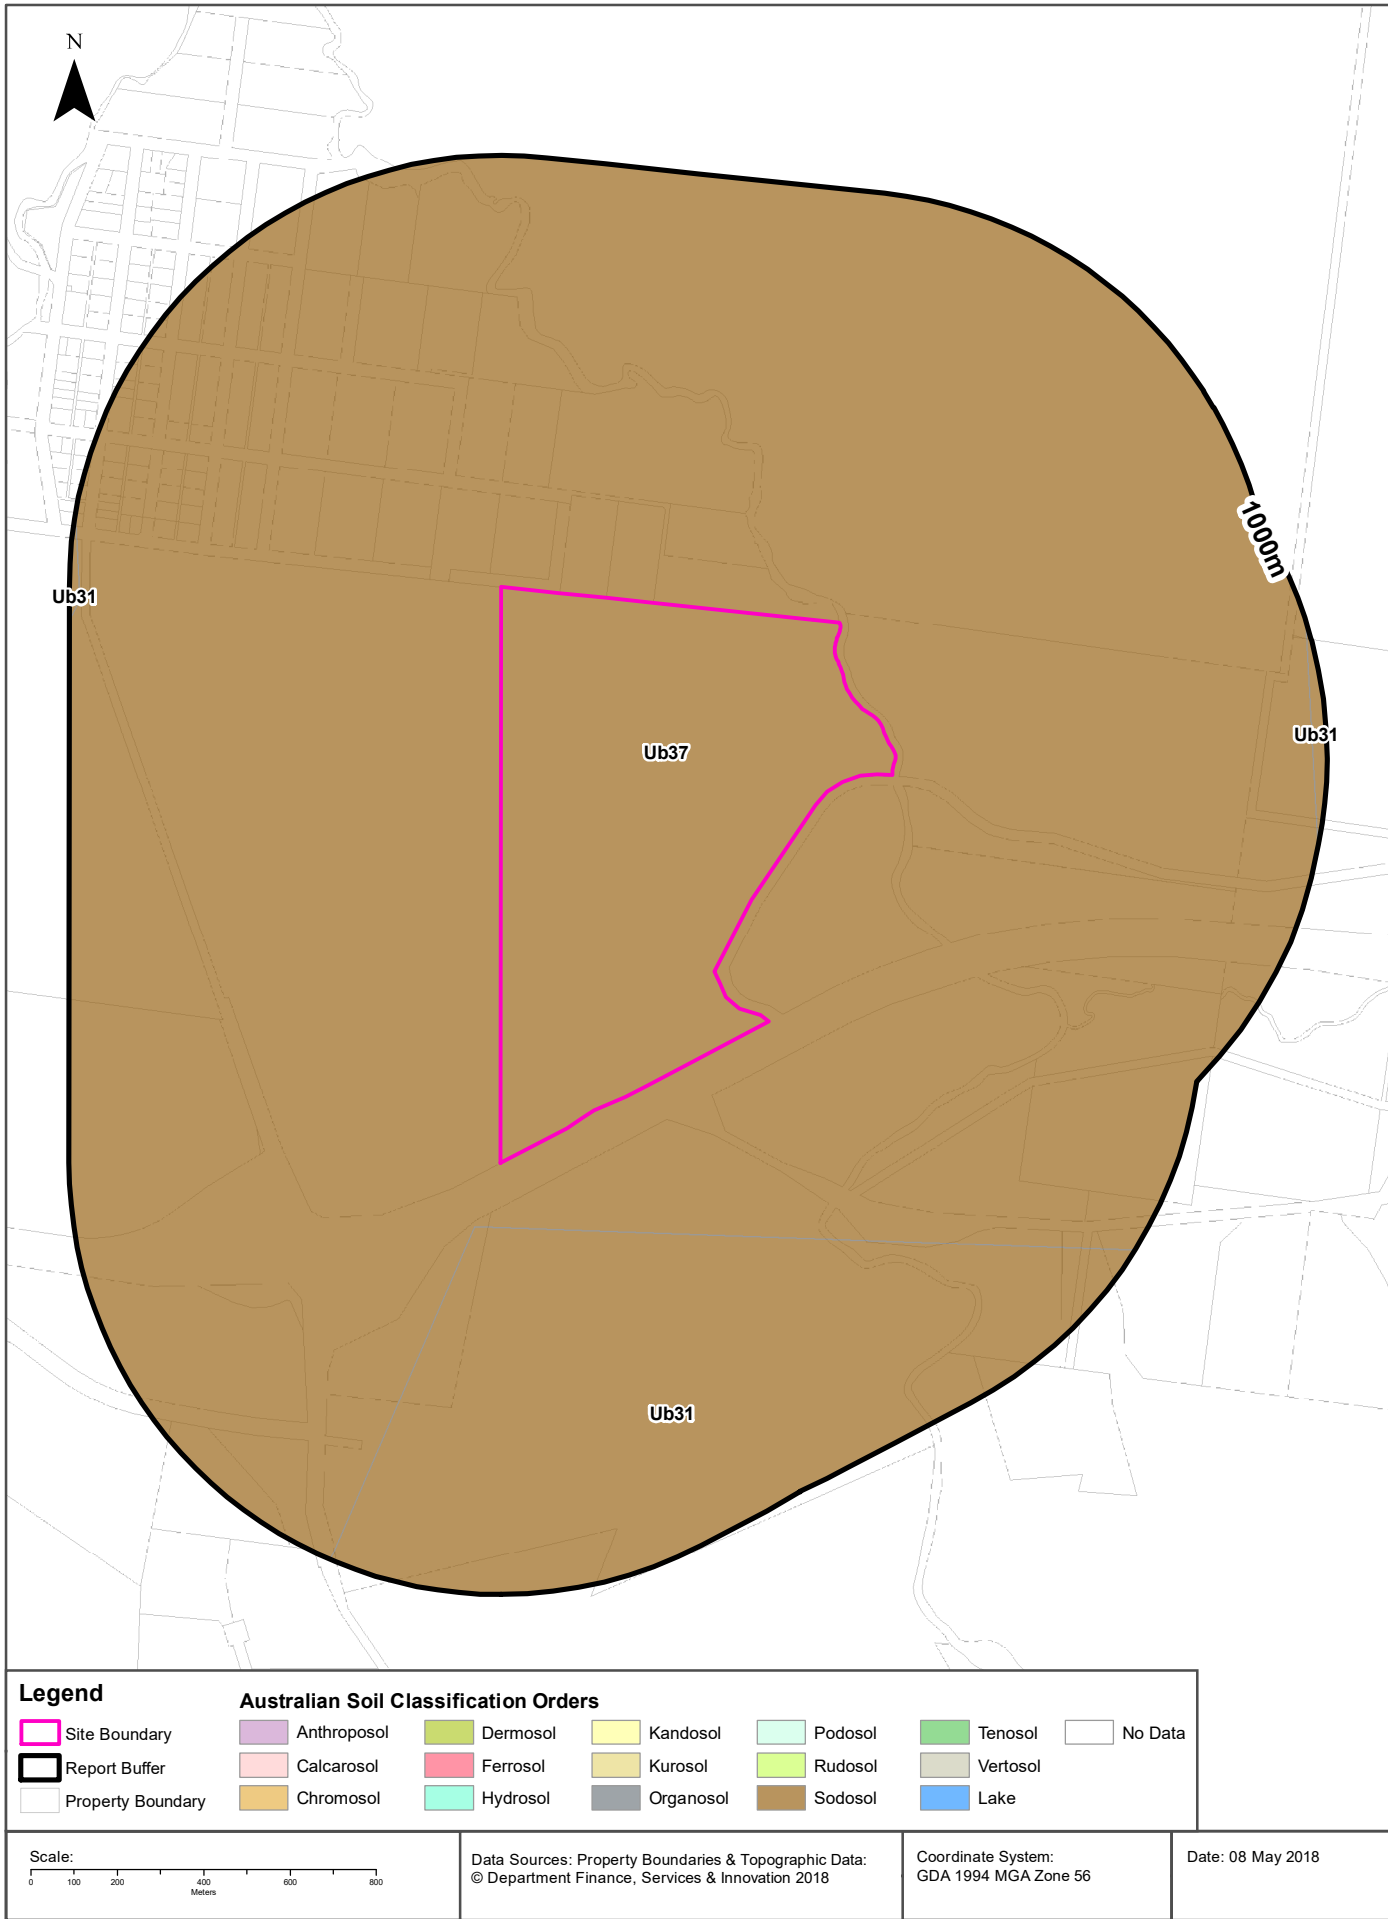 N
1000m
Ub31
Ub37
Ub31
Ub31
Legend
Site Boundary
Report Buffer
Property Boundary
Australian Soil Classification Orders
Anthroposol
Calcarosol
Chromosol
Dermosol
Ferrosol
Hydrosol
Kandosol
Kurosol
Organosol
Podosol
Rudosol
Sodosol
Tenosol
Vertosol
Lake
No Data
Scale:
0 100 200 400 600 800
Meters
Data Sources: Property Boundaries & Topographic Data:
© Department Finance, Services & Innovation 2018
Coordinate System:
GDA 1994 MGA Zone 56
Date: 08 May 2018